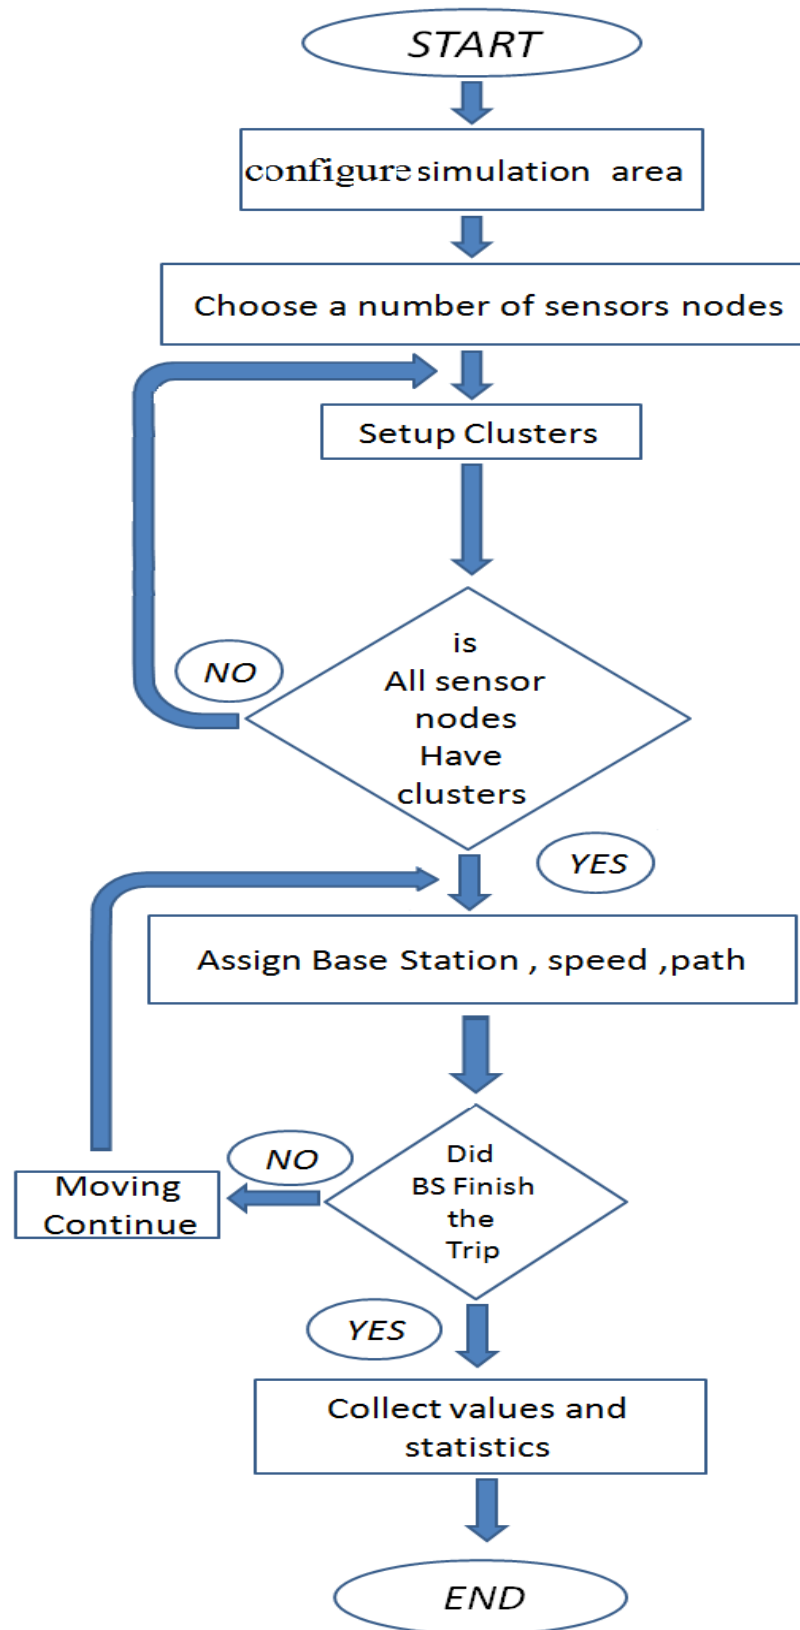 START
configure simulation area
Choose a number of sensors nodes
Setup Clusters
is
All sensor
nodes
Have
clusters
NO
YES
Assign Base Station , speed ,path
Did
BS Finish
the
Trip
NO
Moving
Continue
YES
Collect values and
statistics
END